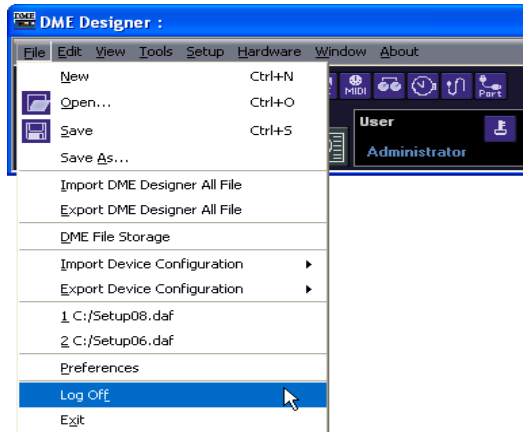 DME Designer :
File Edit View Tools Setup Hardware Window About
New Ctrl+N
Open... Ctrl+O
Save Ctrl+S
Save As...
Import DME Designer All File
Export DME Designer All File
DME File Storage
Import Device Configuration
Export Device Configuration
1 C:/Setup08.daf
2 C:/Setup06.daf
Preferences
Log Off
Exit
MIDI
Port
User
Administrator